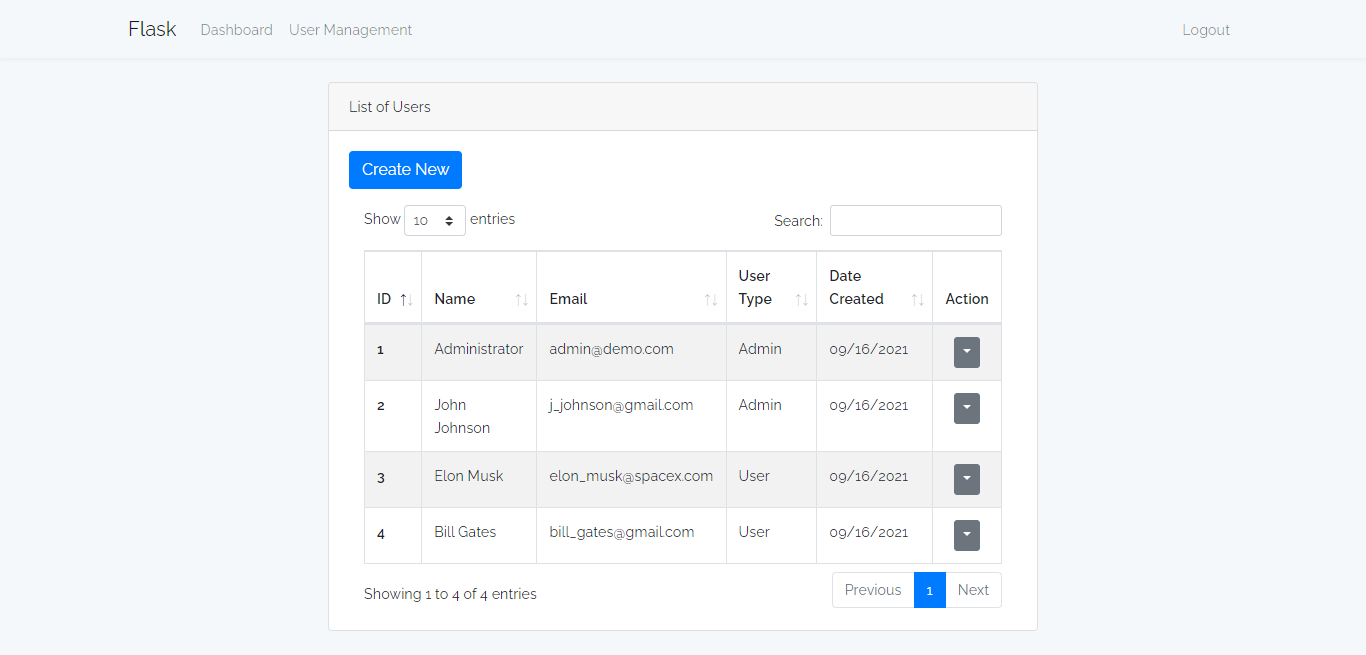 Flask Dashboard User Management Logout
List of Users
Create New
Show 10 entries Search:
ID Name Email User Type Date Created Action
1 Administrator admin@demo.com Admin 09/16/2021
2 John Johnson j_johnson@gmail.com Admin 09/16/2021
3 Elon Musk elon_musk@spacex.com User 09/16/2021
4 Bill Gates bill_gates@gmail.com User 09/16/2021
Showing 1 to 4 of 4 entries Previous 1 Next